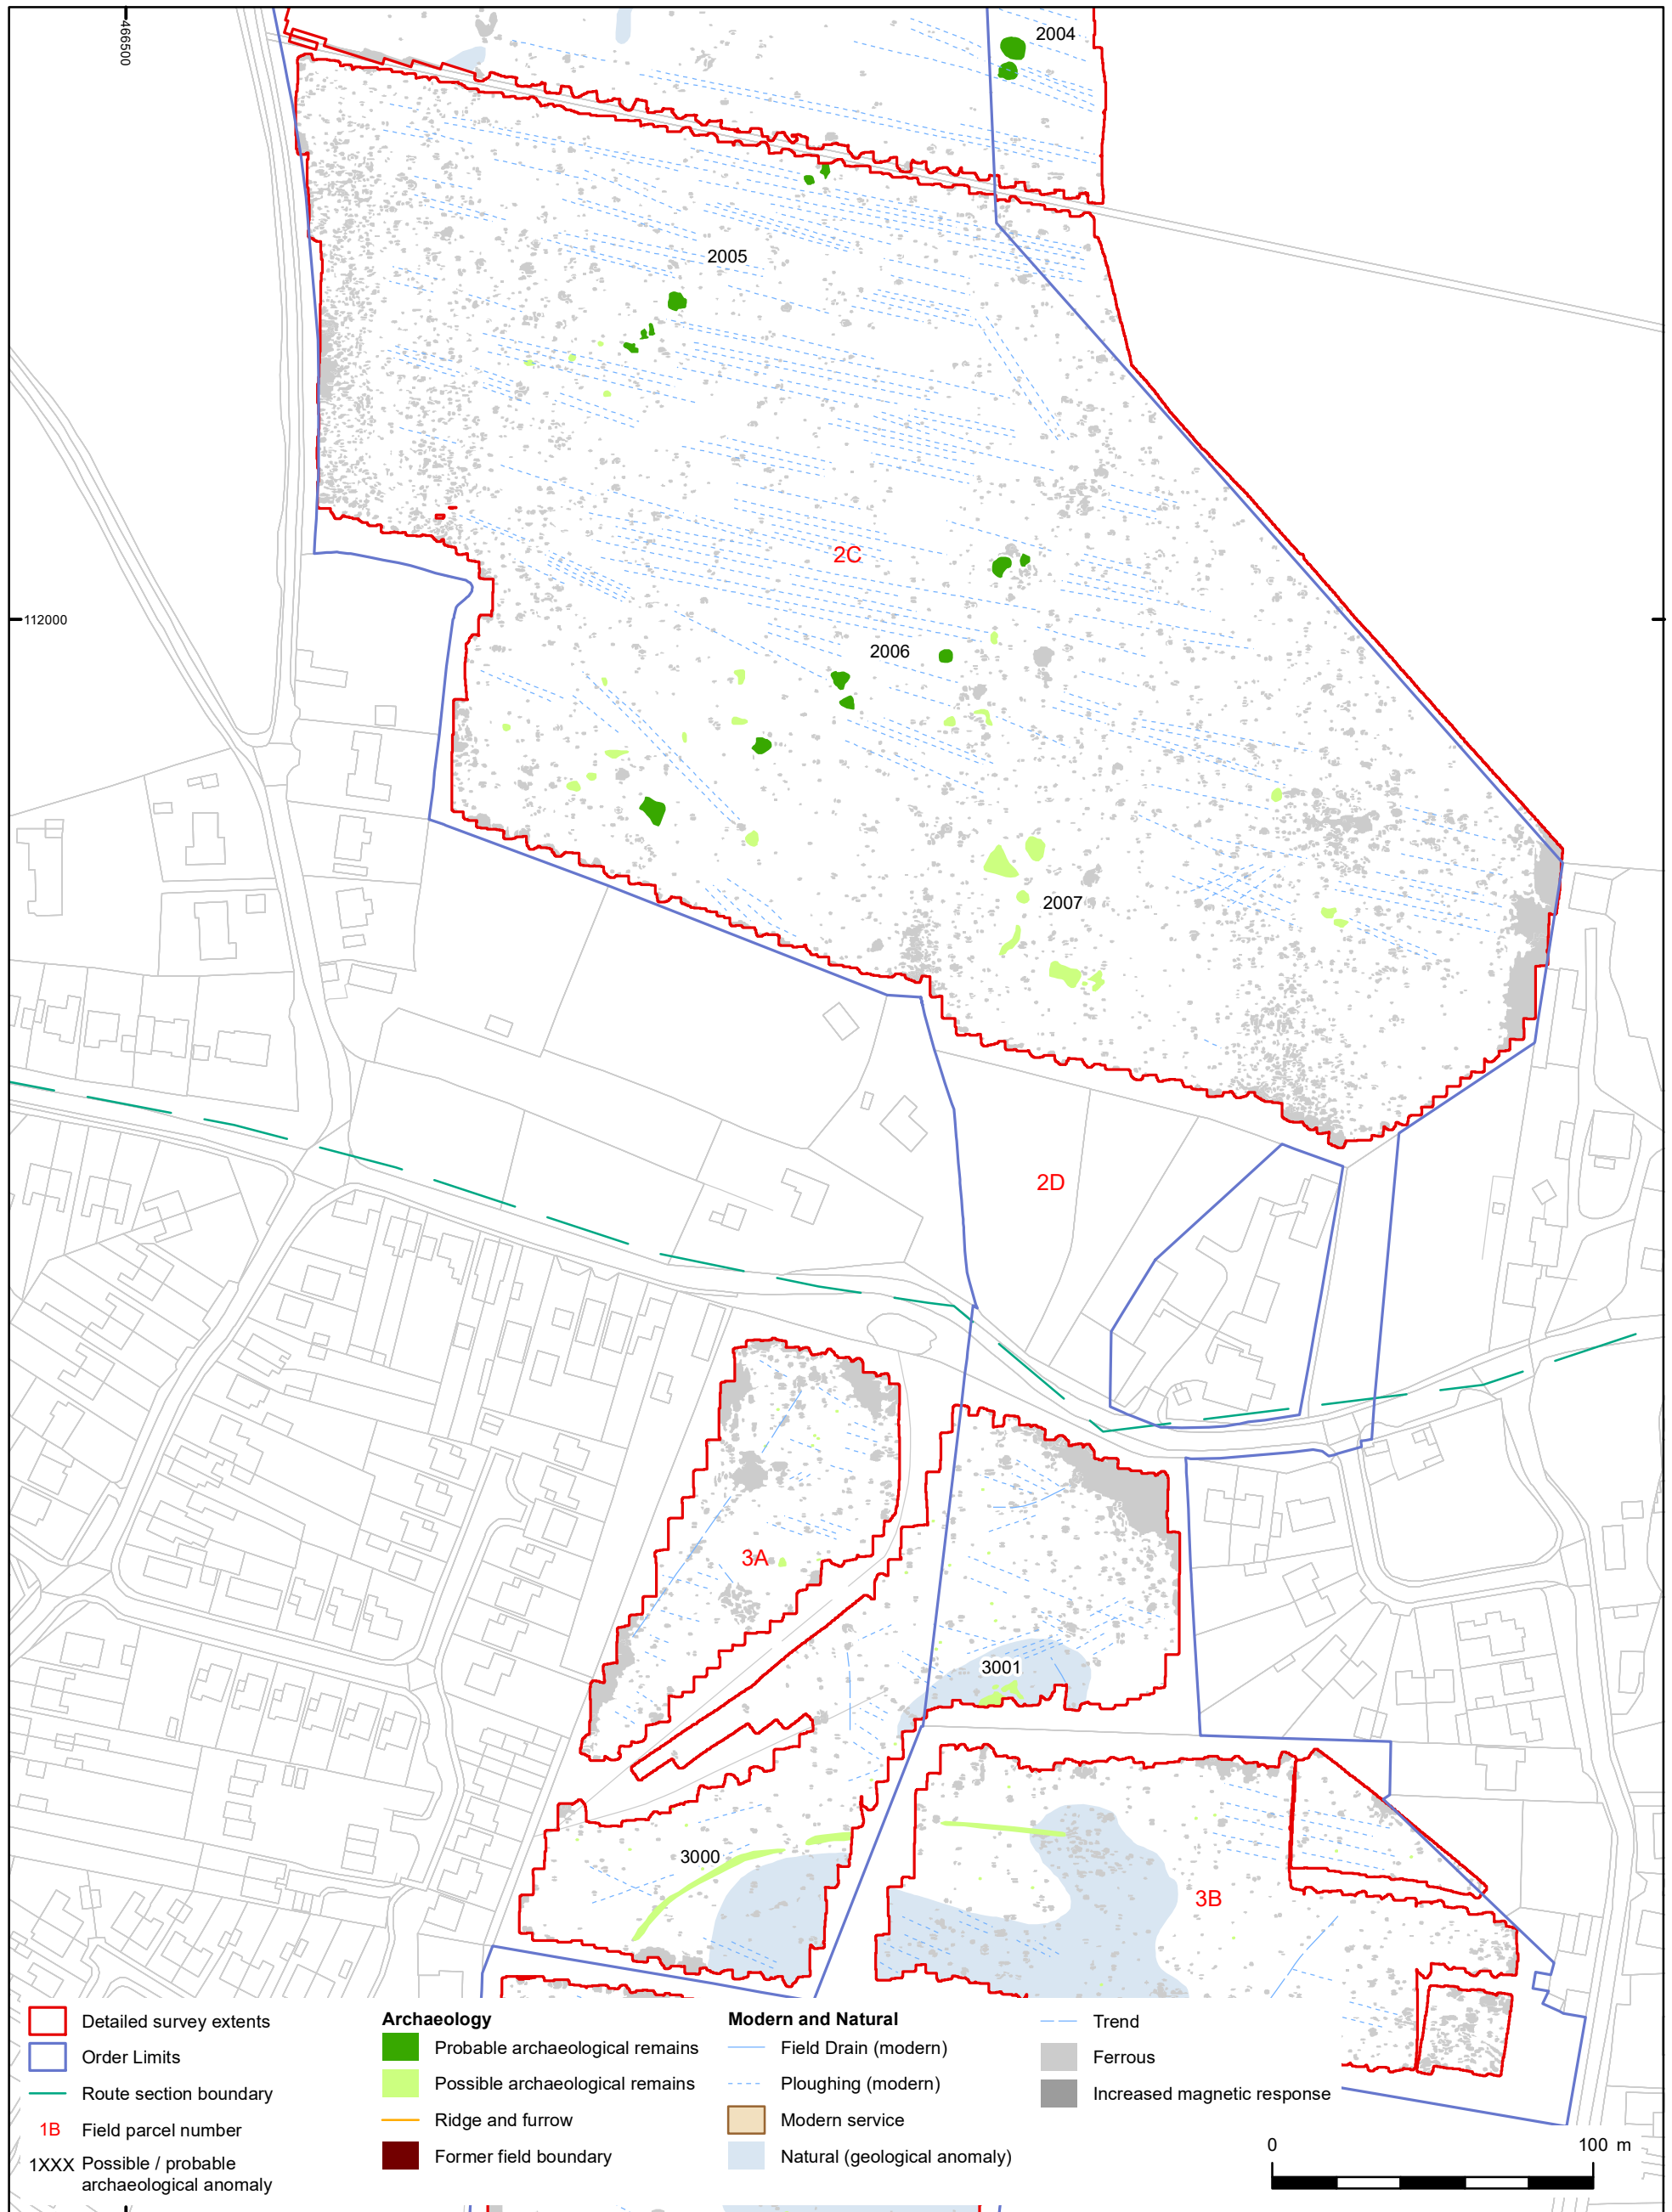 466500
2004
2005
2C
112000
2006
2007
2D
3A
3001
3000
3B
Detailed survey extents
Order Limits
Route section boundary
1B Field parcel number
1XXX Possible / probable
archaeological anomaly
Archaeology
Probable archaeological remains
Possible archaeological remains
Ridge and furrow
Former field boundary
Modern and Natural
Field Drain (modern)
Ploughing (modern)
Modern service
Natural (geological anomaly)
Trend
Ferrous
Increased magnetic response
0 100 m